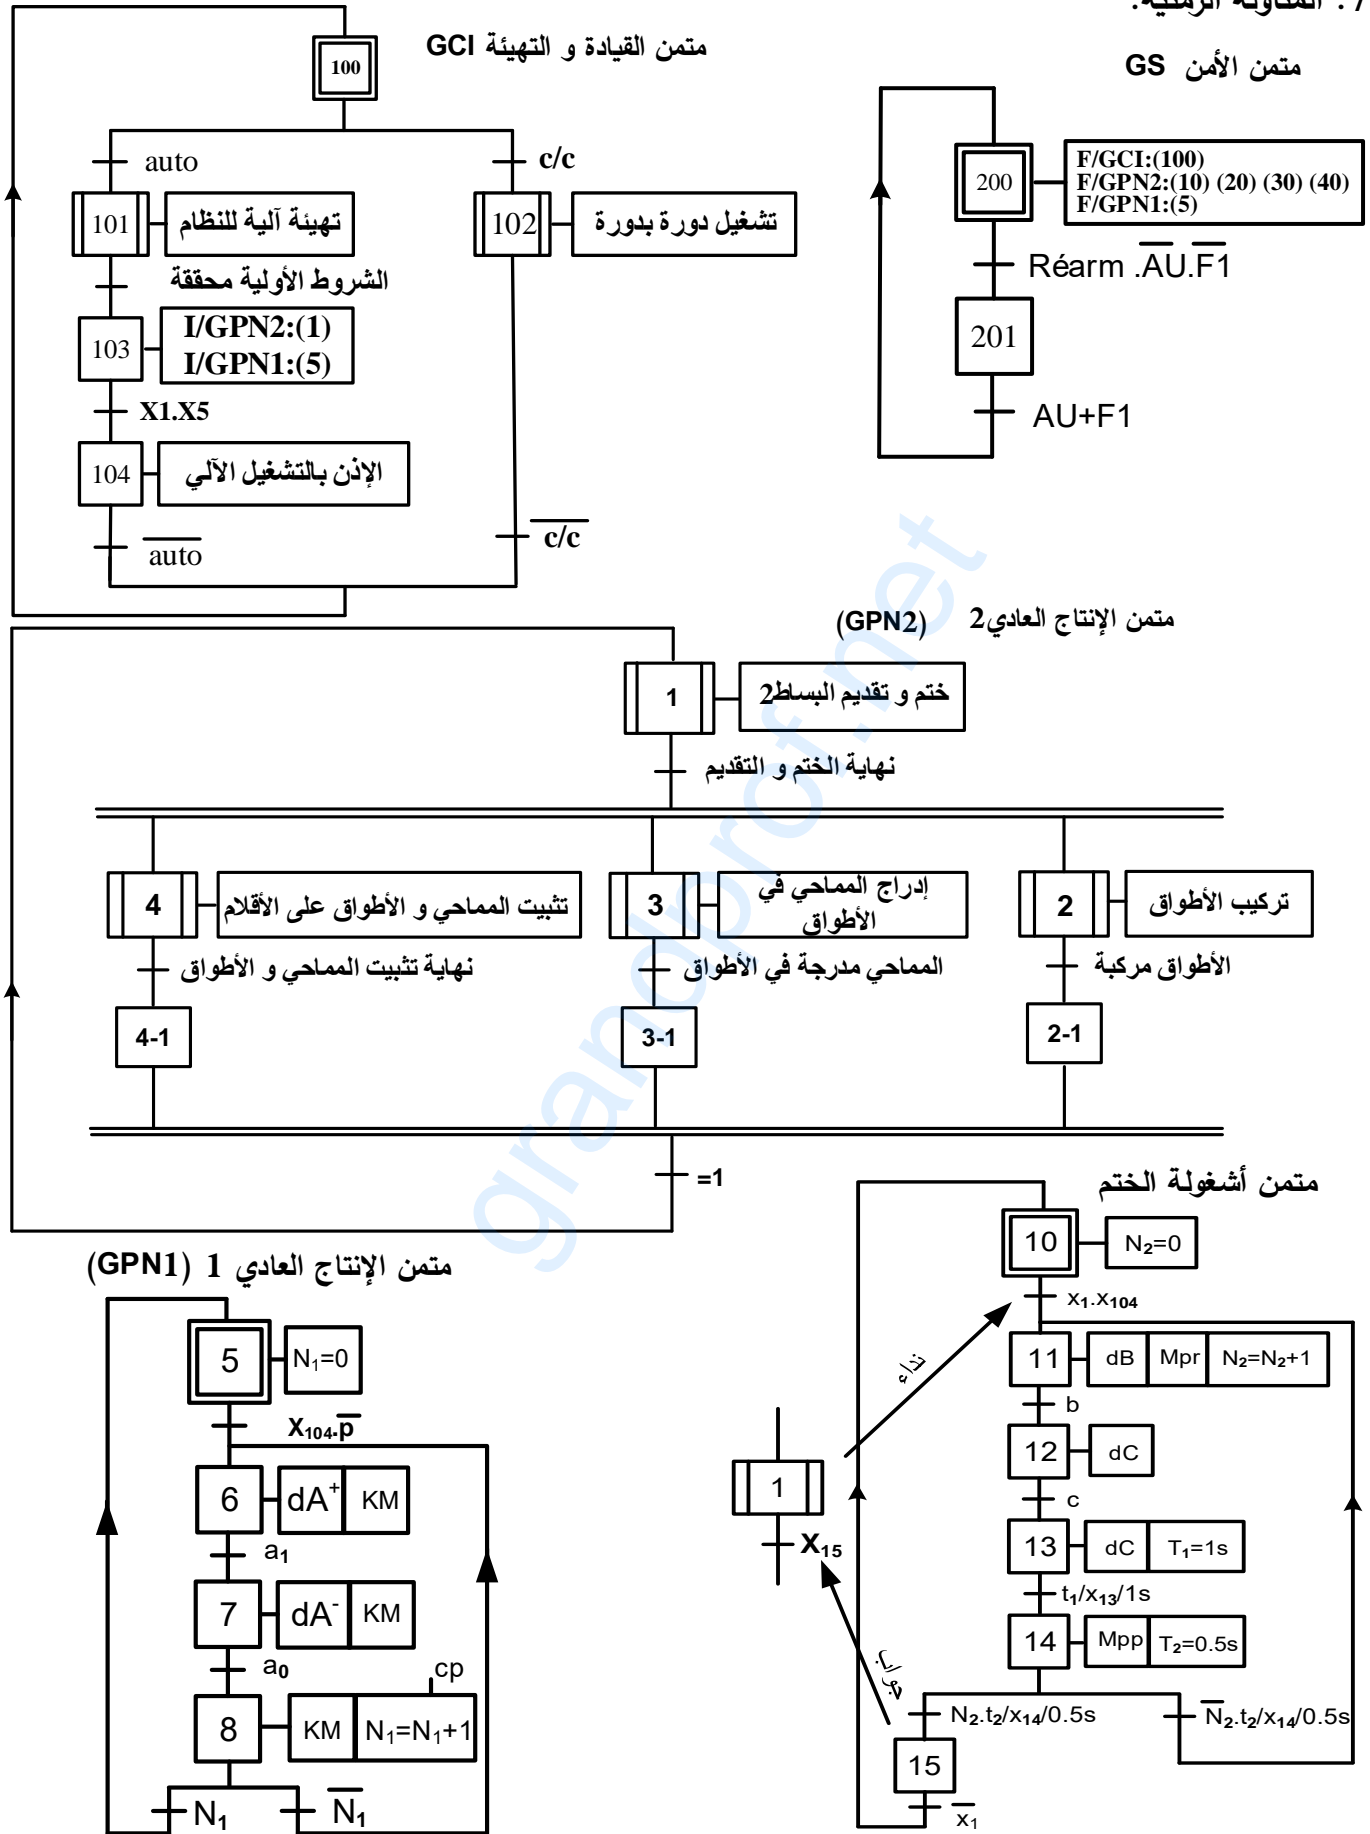 7. المناولة الزمنية:
متمن القيادة و التهيئة GCI
100
auto
c/c
101
تهيئة آلية للنظام
102
تشغيل دورة بدورة
الشروط الأولية محققة
103
I/GPN2:(1)
I/GPN1:(5)
X1.X5
104
الإذن بالتشغيل الآلي
a̅u̅t̅o̅
c̅/̅c̅
متمن الأمن GS
200
F/GCI:(100)
F/GPN2:(10) (20) (30) (40)
F/GPN1:(5)
Réarm .A̅U̅.F̅1̅
201
AU+F1
متمن الإنتاج العادي2 (GPN2)
1
ختم و تقديم البساط2
نهاية الختم و التقديم
2
تركيب الأطواق
3
إدراج المماحي في
الأطواق
4
تثبيت المماحي و الأطواق على الأقلام
الأطواق مركبة
المماحي مدرجة في الأطواق
نهاية تثبيت المماحي و الأطواق
2-1
3-1
4-1
=1
متمن الإنتاج العادي 1 (GPN1)
5
N₁=0
X₁₀₄.p̅
6
dA⁺
KM
a₁
7
dA⁻
KM
a₀
8
KM
N₁=N₁+1
cp
N₁
N̅₁
متمن أشغولة الختم
10
N₂=0
x₁.x₁₀₄
11
dB
Mpr
N₂=N₂+1
b
12
dC
c
13
dC
T₁=1s
t₁/x₁₃/1s
14
Mpp
T₂=0.5s
N₂.t₂/x₁₄/0.5s
N̅₂.t₂/x₁₄/0.5s
15
x̅₁
نداء
1
X₁₅
جواب
grandprof.net